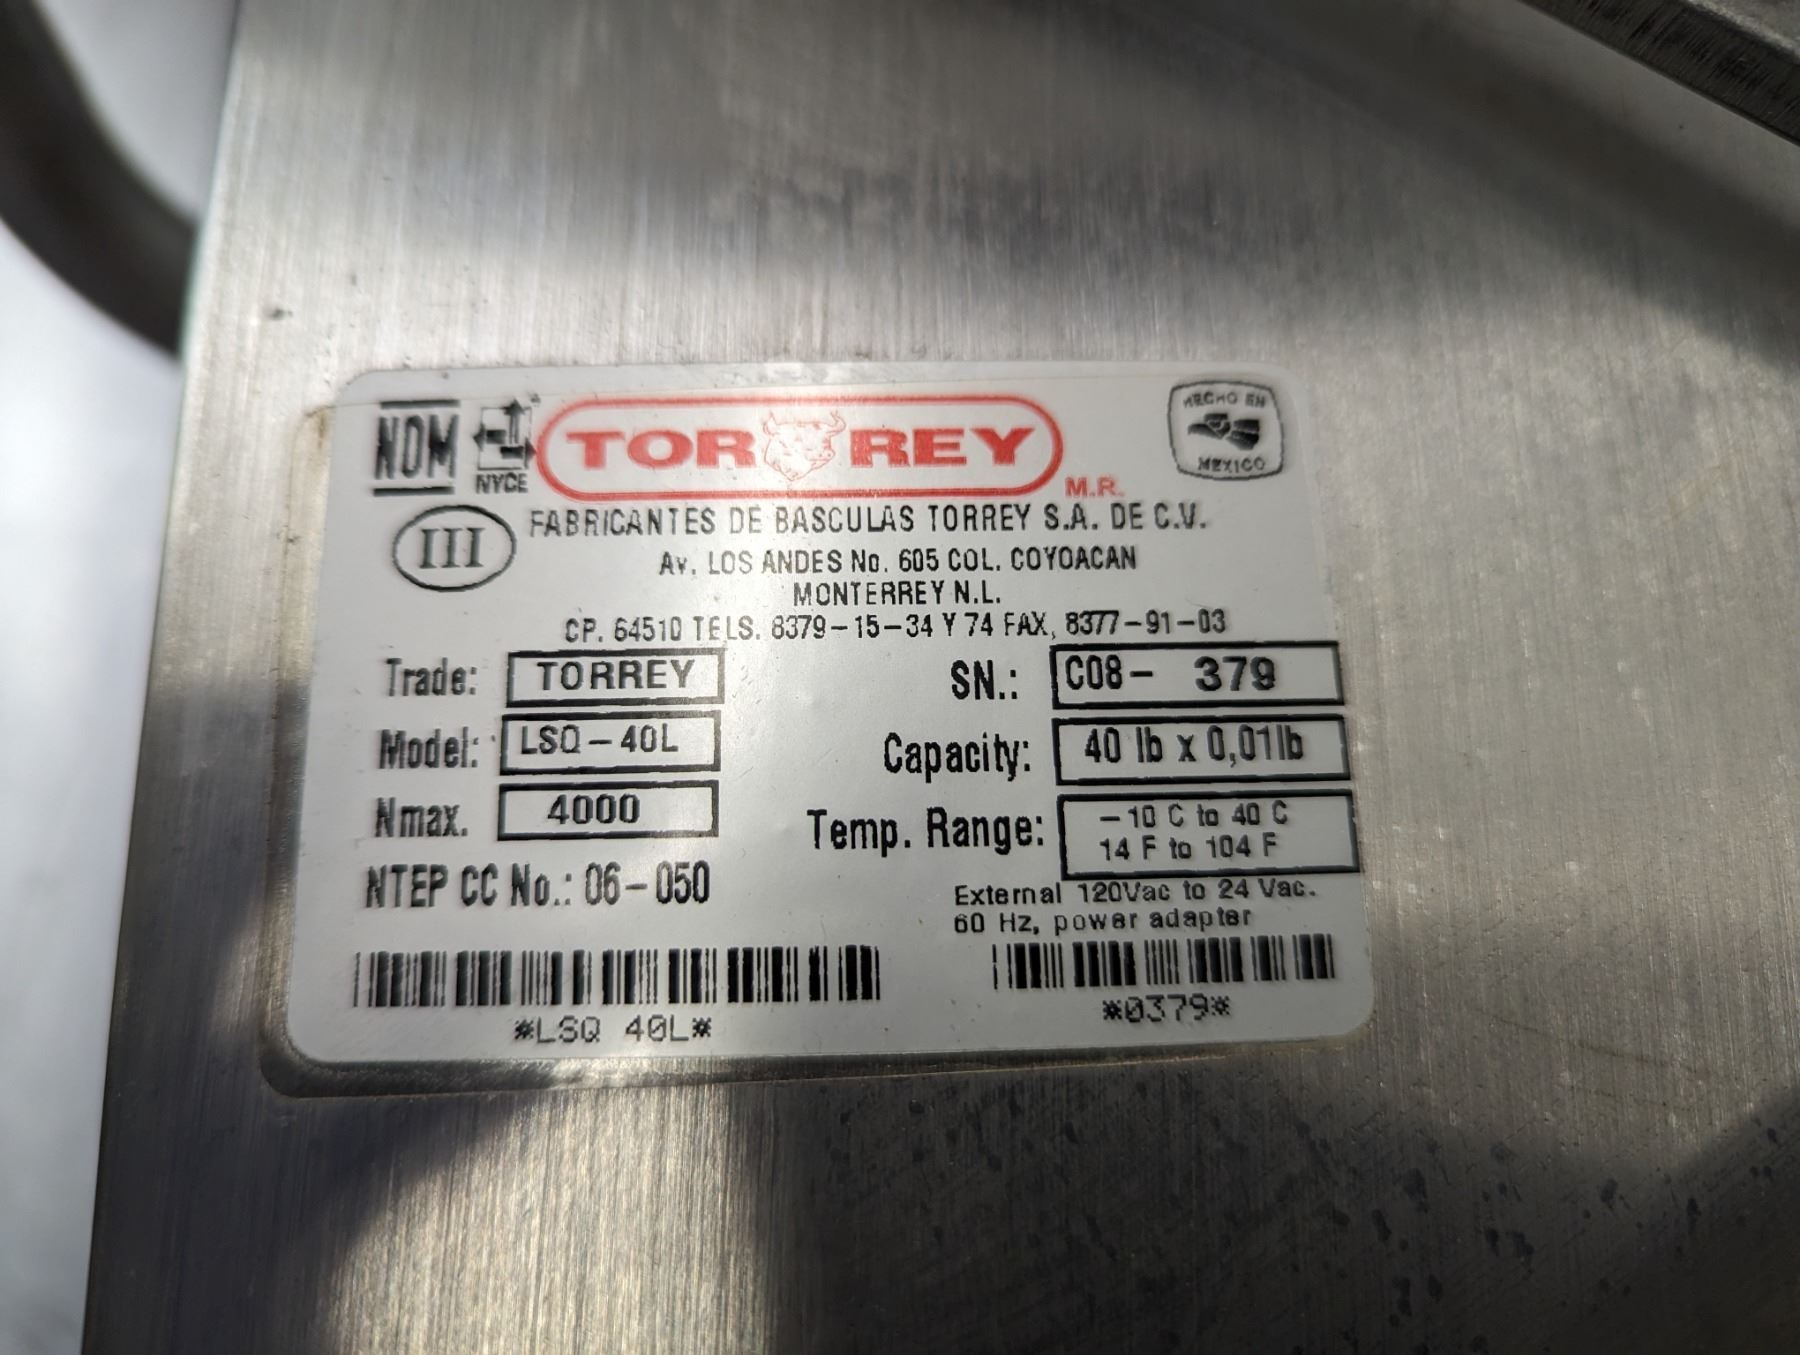 NOM
NYCE
TORREY
M.R.
HECHO EN
MEXICO
III
FABRICANTES DE BASCULAS TORREY S.A. DE C.V.
Av. LOS ANDES No. 605 COL. COYOACAN
MONTERREY N.L.
CP. 64510 TELS. 8379-15-34 Y 74 FAX, 8377-91-03
Trade: TORREY
SN.: C08- 379
Model: LSQ-40L
Capacity: 40 lb x 0,01 lb
Nmax. 4000
Temp. Range: -10 C to 40 C
14 F to 104 F
NTEP CC No.: 06-050
External 120Vac to 24 Vac.
60 Hz, power adapter
*LSQ 40L*
*0379*